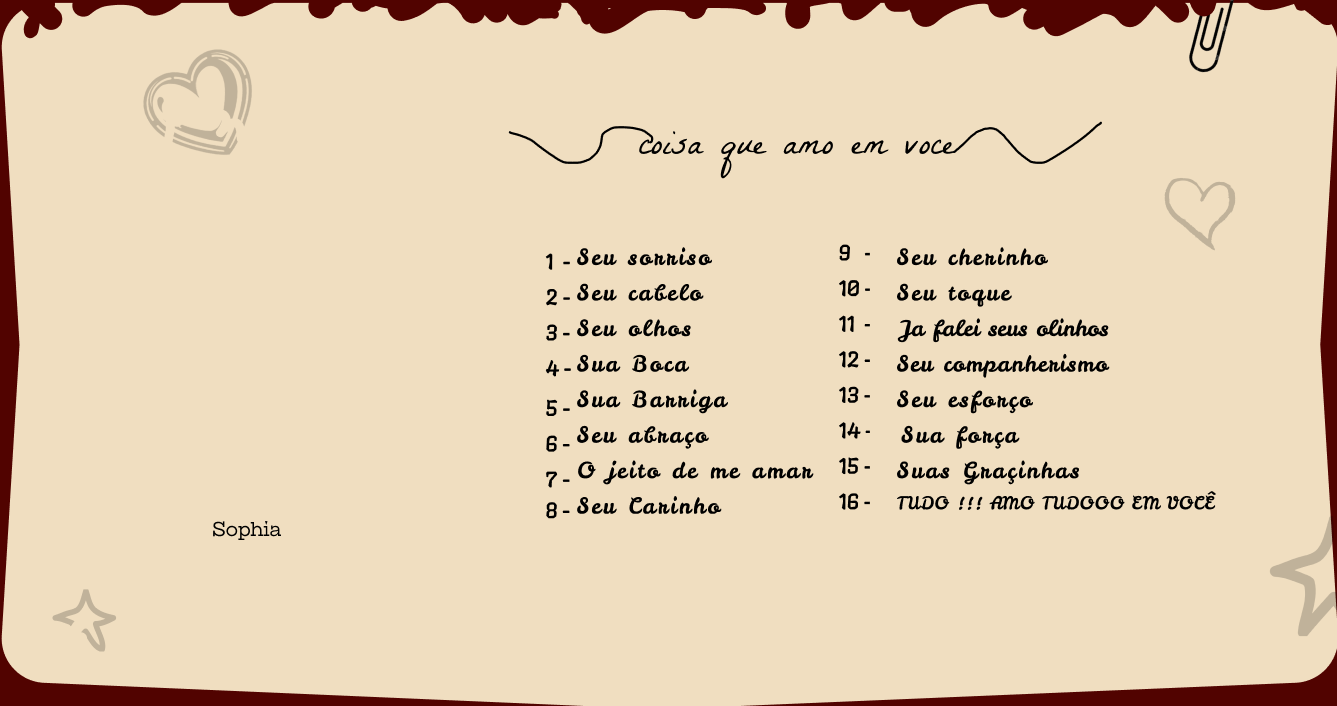 coisa que amo em voce
1 - Seu sorriso
2 - Seu cabelo
3 - Seu olhos
4 - Sua Boca
5 - Sua Barriga
6 - Seu abraço
7 - O jeito de me amar
8 - Seu Carinho
9 - Seu cherinho
10 - Seu toque
11 - Ja falei seus olinhos
12 - Seu companherismo
13 - Seu esforço
14 - Sua força
15 - Suas Graçinhas
16 - TUDO !!! AMO TUDOOO EM VOCÊ
Sophia